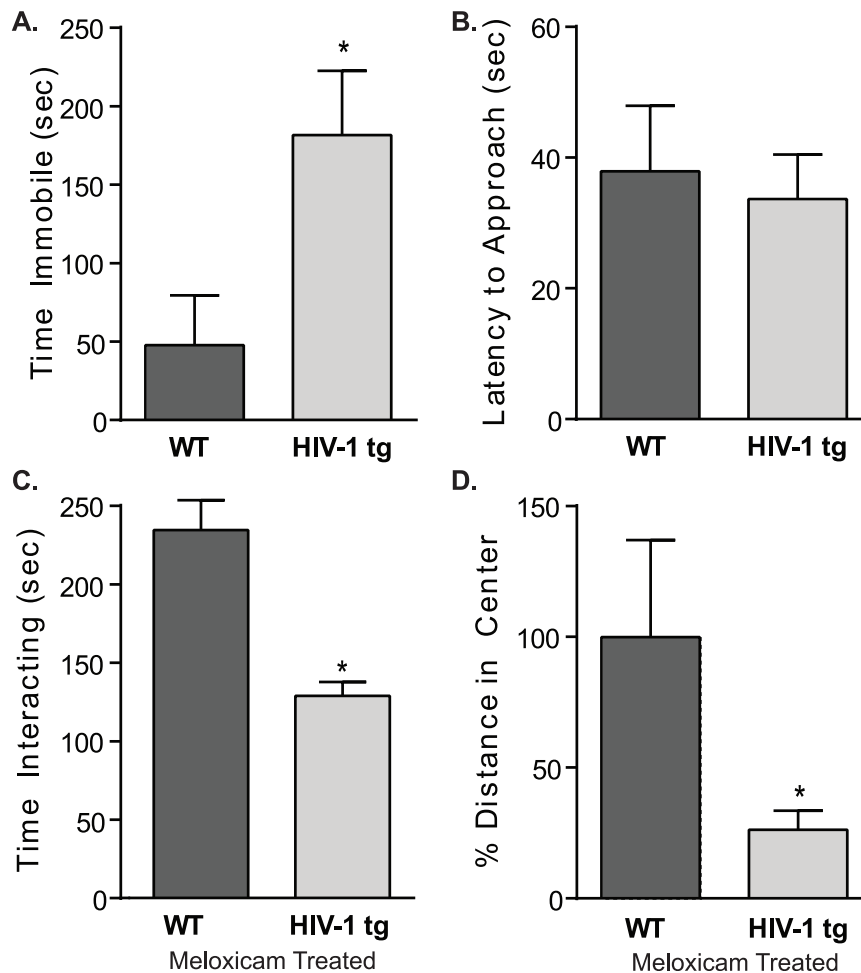 A.
Time Immobile (sec)
250
200
150
100
50
0
*
WT
HIV-1 tg
B.
Latency to Approach (sec)
60
40
20
0
WT
HIV-1 tg
C.
Time Interacting (sec)
250
200
150
100
50
0
*
WT
HIV-1 tg
Meloxicam Treated
D.
% Distance in Center
150
100
50
0
*
WT
HIV-1 tg
Meloxicam Treated